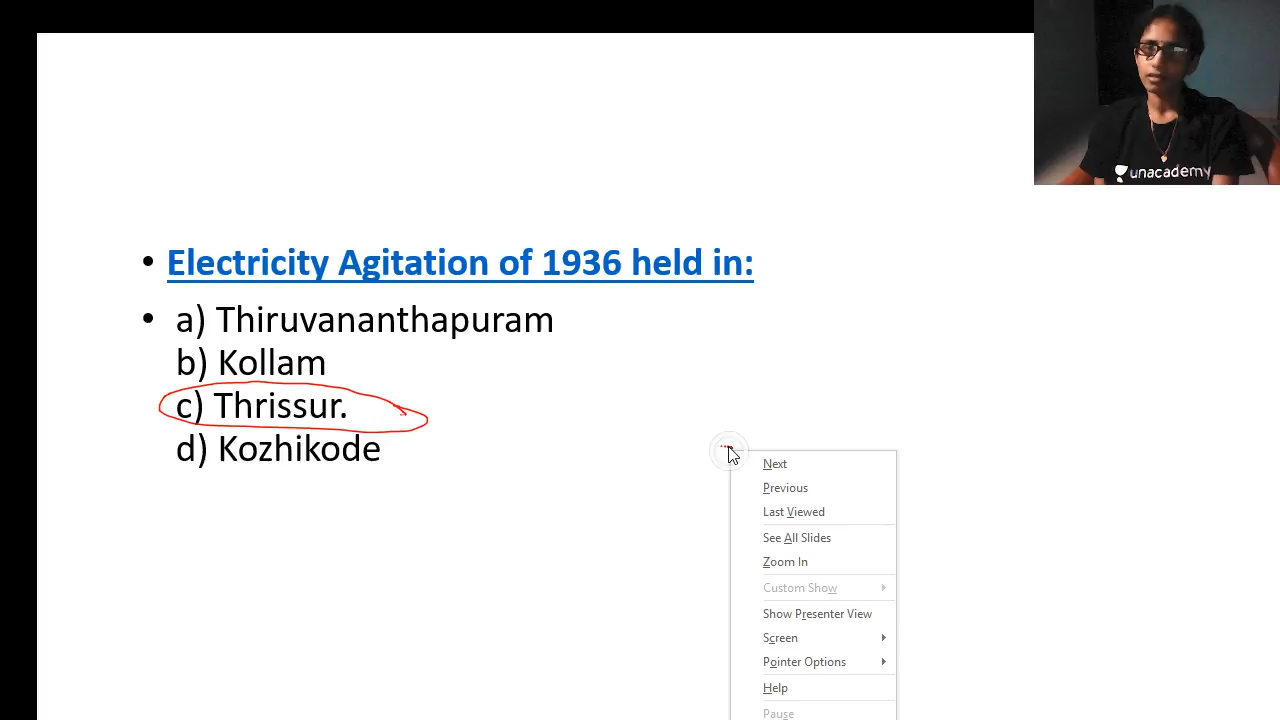 unacademy
• Electricity Agitation of 1936 held in:
• a) Thiruvananthapuram
b) Kollam
c) Thrissur.
d) Kozhikode
Next
Previous
Last Viewed
See All Slides
Zoom In
Custom Show
Show Presenter View
Screen
Pointer Options
Help
Pause